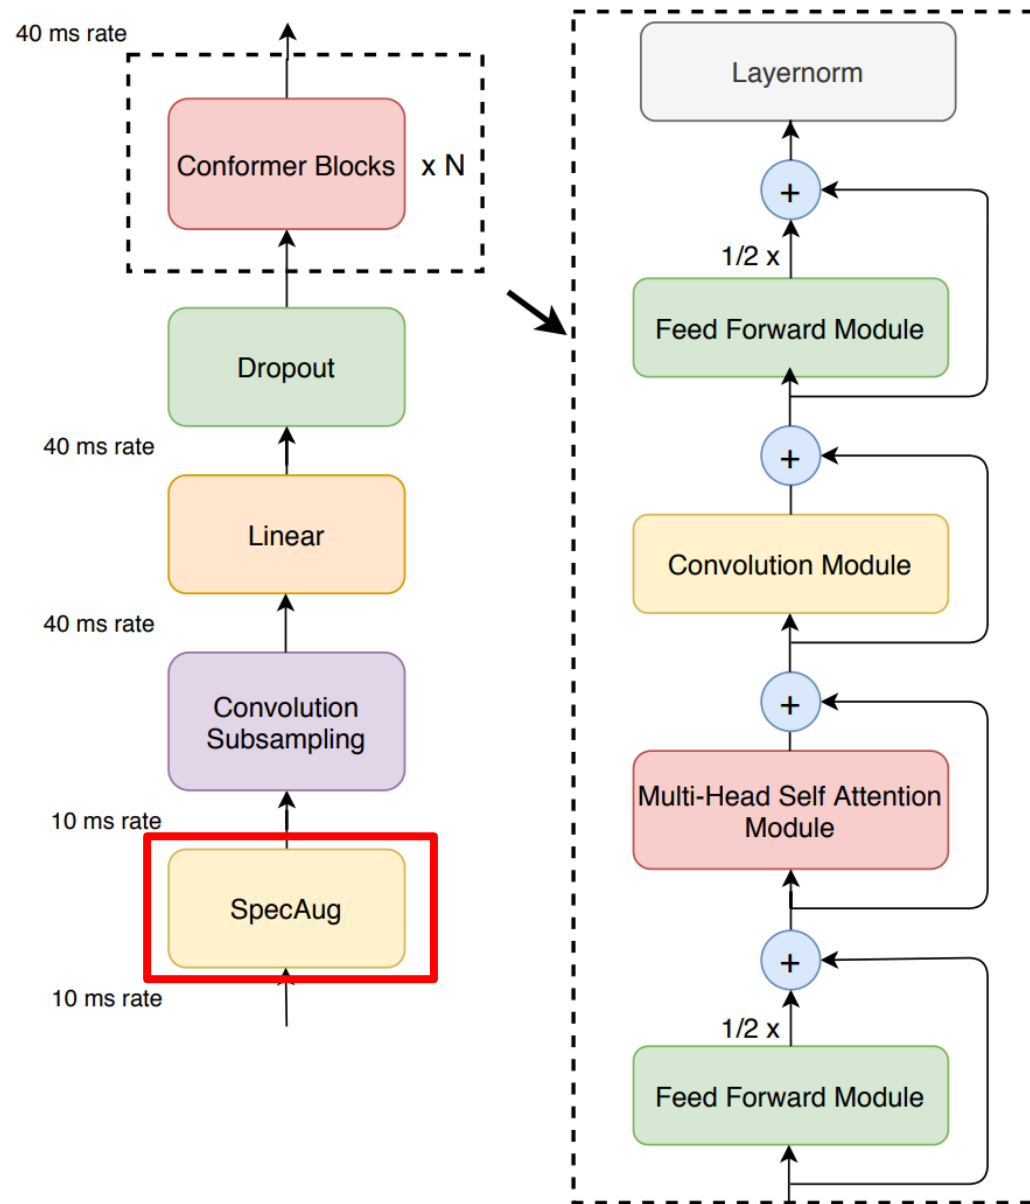 40 ms rate
Conformer Blocks
x N
Dropout
40 ms rate
Linear
40 ms rate
Convolution
Subsampling
10 ms rate
SpecAug
10 ms rate
Layernorm
+
1/2 x
Feed Forward Module
+
Convolution Module
+
Multi-Head Self Attention
Module
+
1/2 x
Feed Forward Module